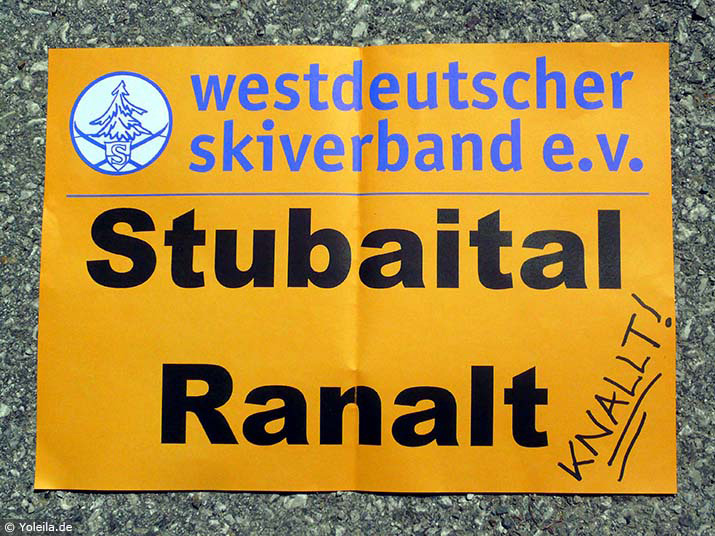 westdeutscher
skiverband e.v.
S
Stubaital
Ranalt
KNALLT!
© Yoleila.de